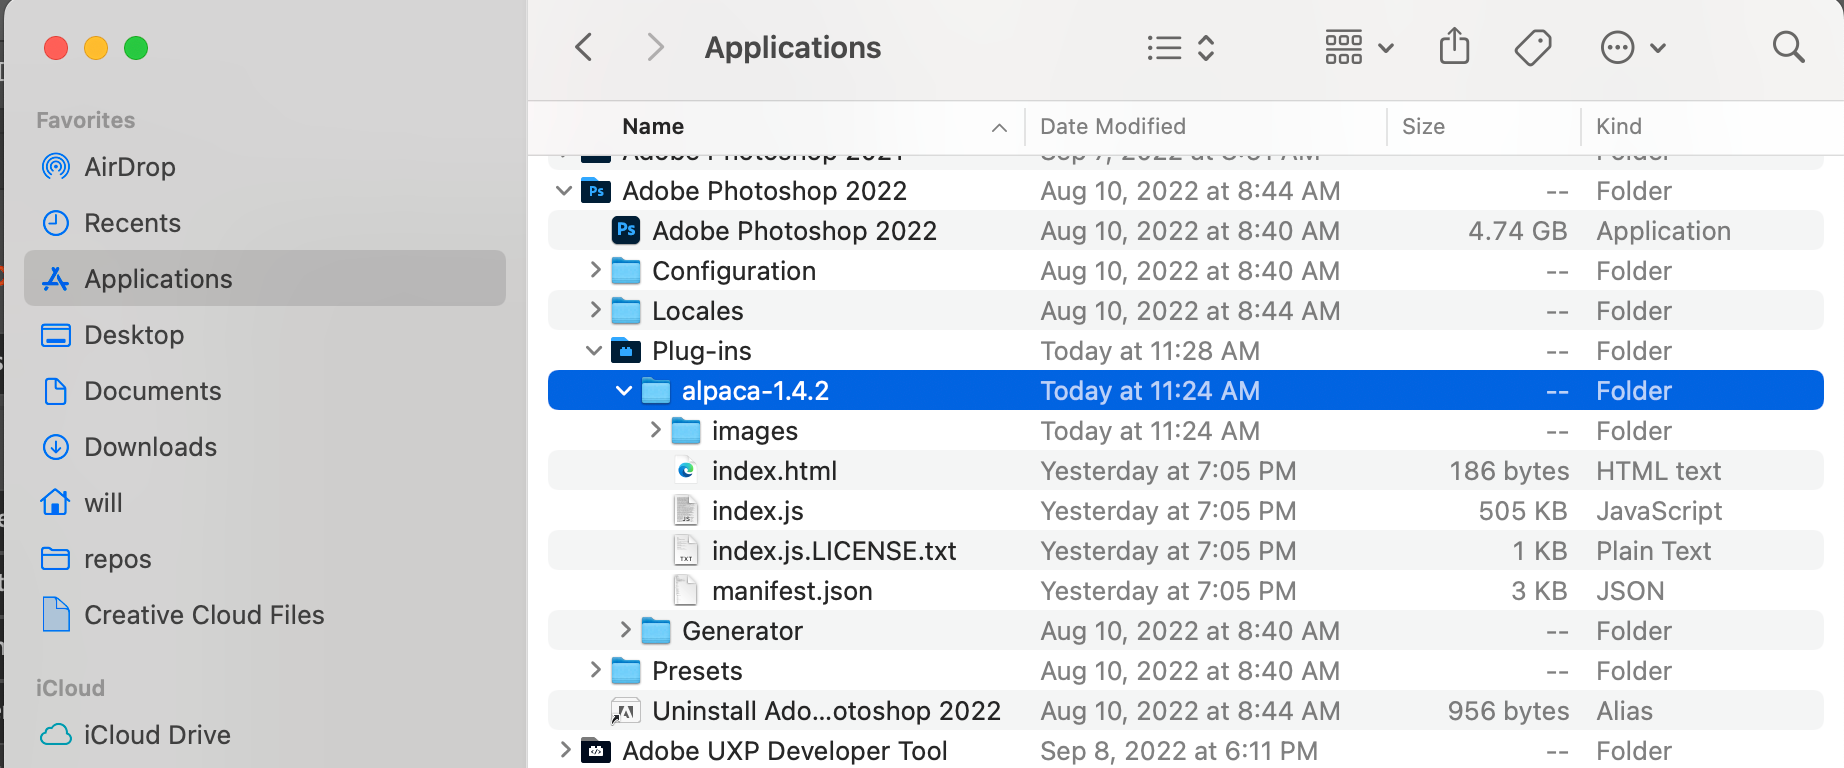 Applications
Favorites
AirDrop
Recents
Applications
Desktop
Documents
Downloads
will
repos
Creative Cloud Files
iCloud
iCloud Drive
Name Date Modified Size Kind
Adobe Photoshop 2022 Aug 10, 2022 at 8:44 AM -- Folder
Ps Adobe Photoshop 2022 Aug 10, 2022 at 8:40 AM 4.74 GB Application
Configuration Aug 10, 2022 at 8:40 AM -- Folder
Locales Aug 10, 2022 at 8:44 AM -- Folder
Plug-ins Today at 11:28 AM -- Folder
alpaca-1.4.2 Today at 11:24 AM -- Folder
images Today at 11:24 AM -- Folder
index.html Yesterday at 7:05 PM 186 bytes HTML text
index.js Yesterday at 7:05 PM 505 KB JavaScript
index.js.LICENSE.txt Yesterday at 7:05 PM 1 KB Plain Text
manifest.json Yesterday at 7:05 PM 3 KB JSON
Generator Aug 10, 2022 at 8:40 AM -- Folder
Presets Aug 10, 2022 at 8:40 AM -- Folder
Uninstall Ado...otoshop 2022 Aug 10, 2022 at 8:44 AM 956 bytes Alias
Adobe UXP Developer Tool Sep 8, 2022 at 6:11 PM -- Folder